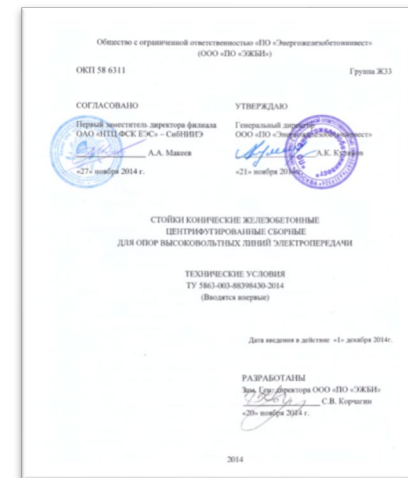 Общество с ограниченной ответственностью «ПО «Энергожелезобетонинвест»
(ООО «ПО «ЭЖБИ»)
ОКП 58 6311
Группа Ж33
СОГЛАСОВАНО
Первый заместитель директора филиала
ОАО «НТЦ ФСК ЕЭС» – СибНИИЭ
А.А. Макеев
«27» ноября 2014 г.
УТВЕРЖДАЮ
Генеральный директор
ООО «ПО «Энергожелезобетонинвест»
А.К.
«21» ноября 2014г.
СТОЙКИ КОНИЧЕСКИЕ ЖЕЛЕЗОБЕТОННЫЕ
ЦЕНТРИФУГИРОВАННЫЕ СБОРНЫЕ
ДЛЯ ОПОР ВЫСОКОВОЛЬТНЫХ ЛИНИЙ ЭЛЕКТРОПЕРЕДАЧИ
ТЕХНИЧЕСКИЕ УСЛОВИЯ
ТУ 5863-003-88398430-2014
(Вводятся впервые)
Дата введения в действие «1» декабря 2014г.
РАЗРАБОТАНЫ
Зам. Ген. директора ООО «ПО «ЭЖБИ»
С.В. Корчагин
«20» ноября 2014 г.
2014